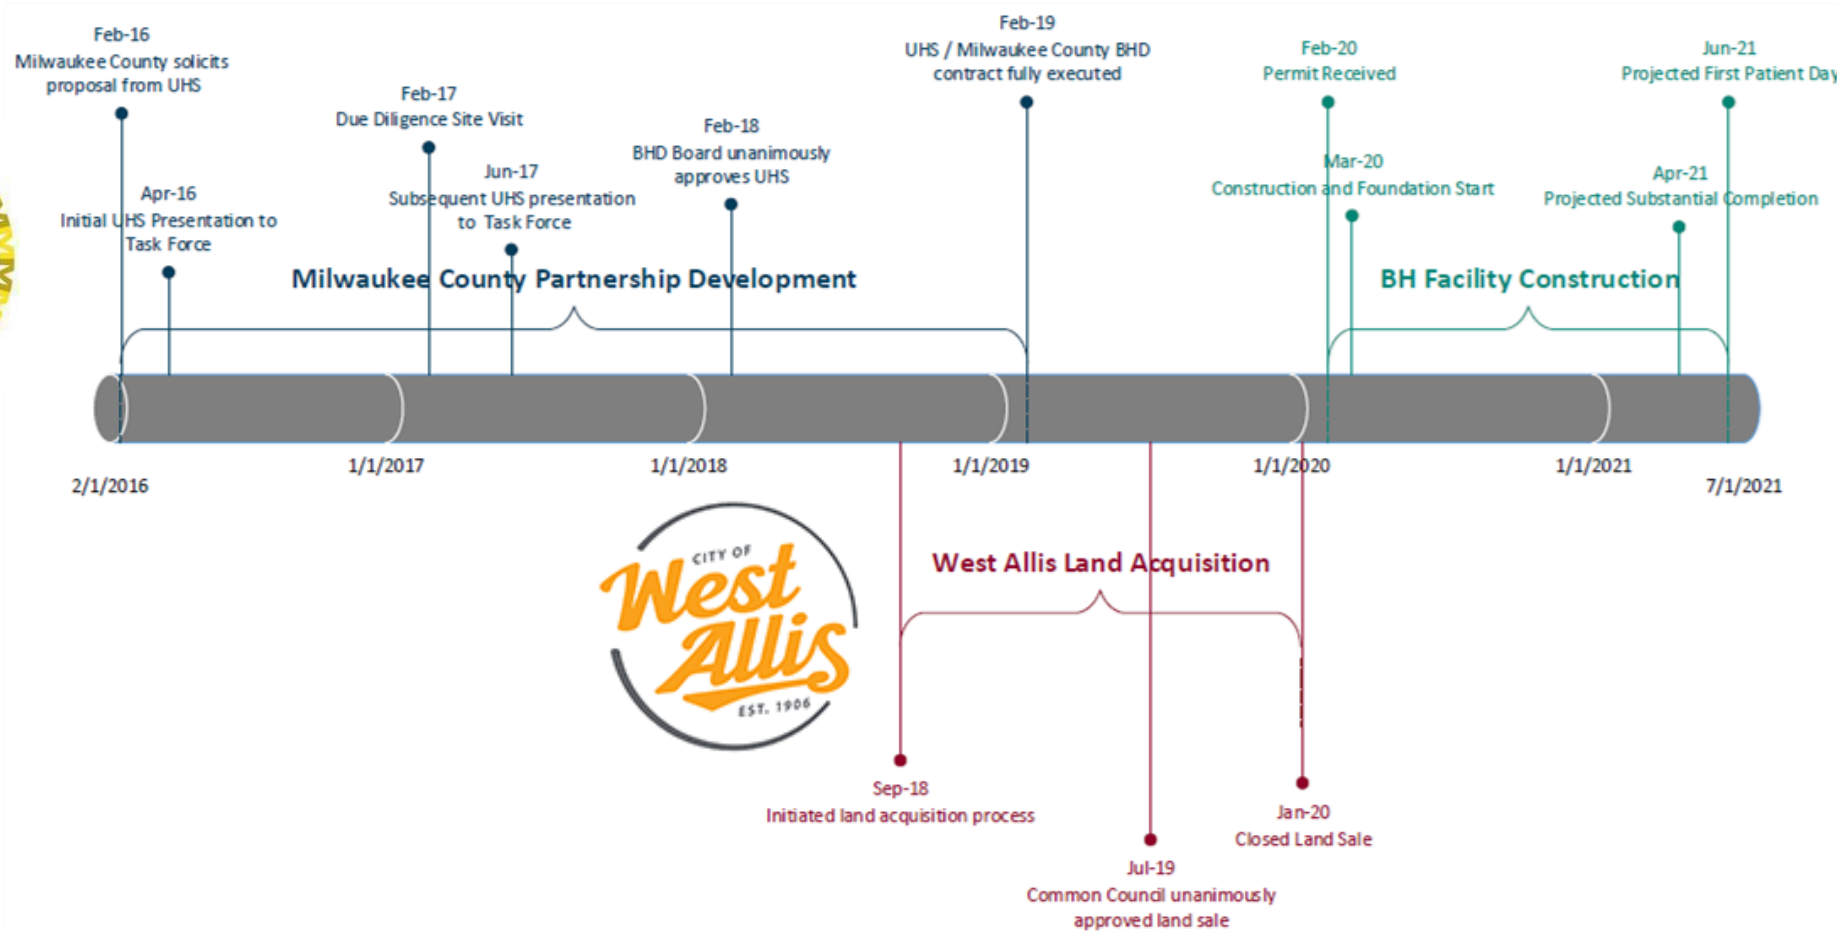 Feb-16
Milwaukee County solicits
proposal from UHS
Apr-16
Initial UHS Presentation to
Task Force
Feb-17
Due Diligence Site Visit
Jun-17
Subsequent UHS presentation
to Task Force
Feb-18
BHD Board unanimously
approves UHS
Feb-19
UHS / Milwaukee County BHD
contract fully executed
Feb-20
Permit Received
Mar-20
Construction and Foundation Start
Apr-21
Projected Substantial Completion
Jun-21
Projected First Patient Day
Milwaukee County Partnership Development
BH Facility Construction
2/1/2016
1/1/2017
1/1/2018
1/1/2019
1/1/2020
1/1/2021
7/1/2021
CITY OF
West
Allis
EST. 1906
West Allis Land Acquisition
Sep-18
Initiated land acquisition process
Jul-19
Common Council unanimously
approved land sale
Jan-20
Closed Land Sale